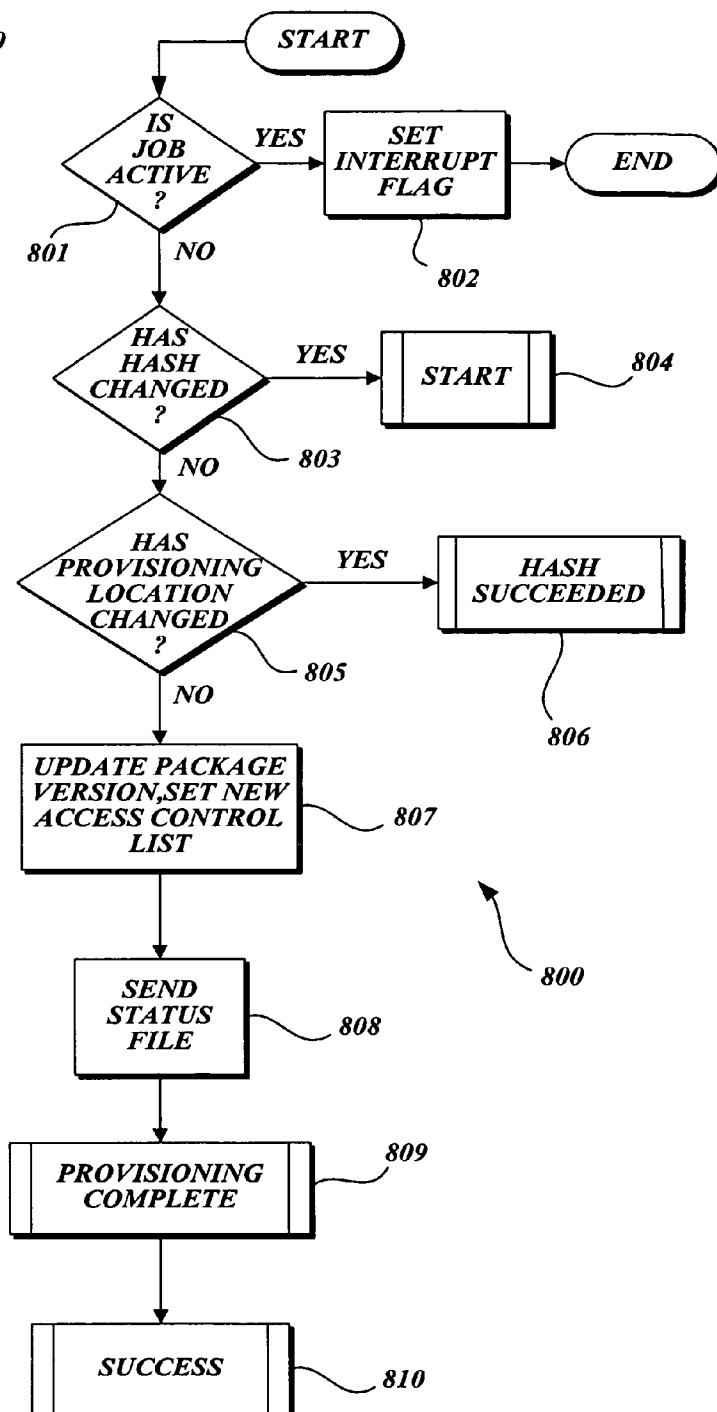 START
IS
JOB
ACTIVE
?
YES
SET
INTERRUPT
FLAG
END
801
NO
802
HAS
HASH
CHANGED
?
YES
START
804
803
NO
HAS
PROVISIONING
LOCATION
CHANGED
?
YES
HASH
SUCCEEDED
805
806
NO
UPDATE PACKAGE
VERSION,SET NEW
ACCESS CONTROL
LIST
807
800
SEND
STATUS
FILE
808
PROVISIONING
COMPLETE
809
SUCCESS
810